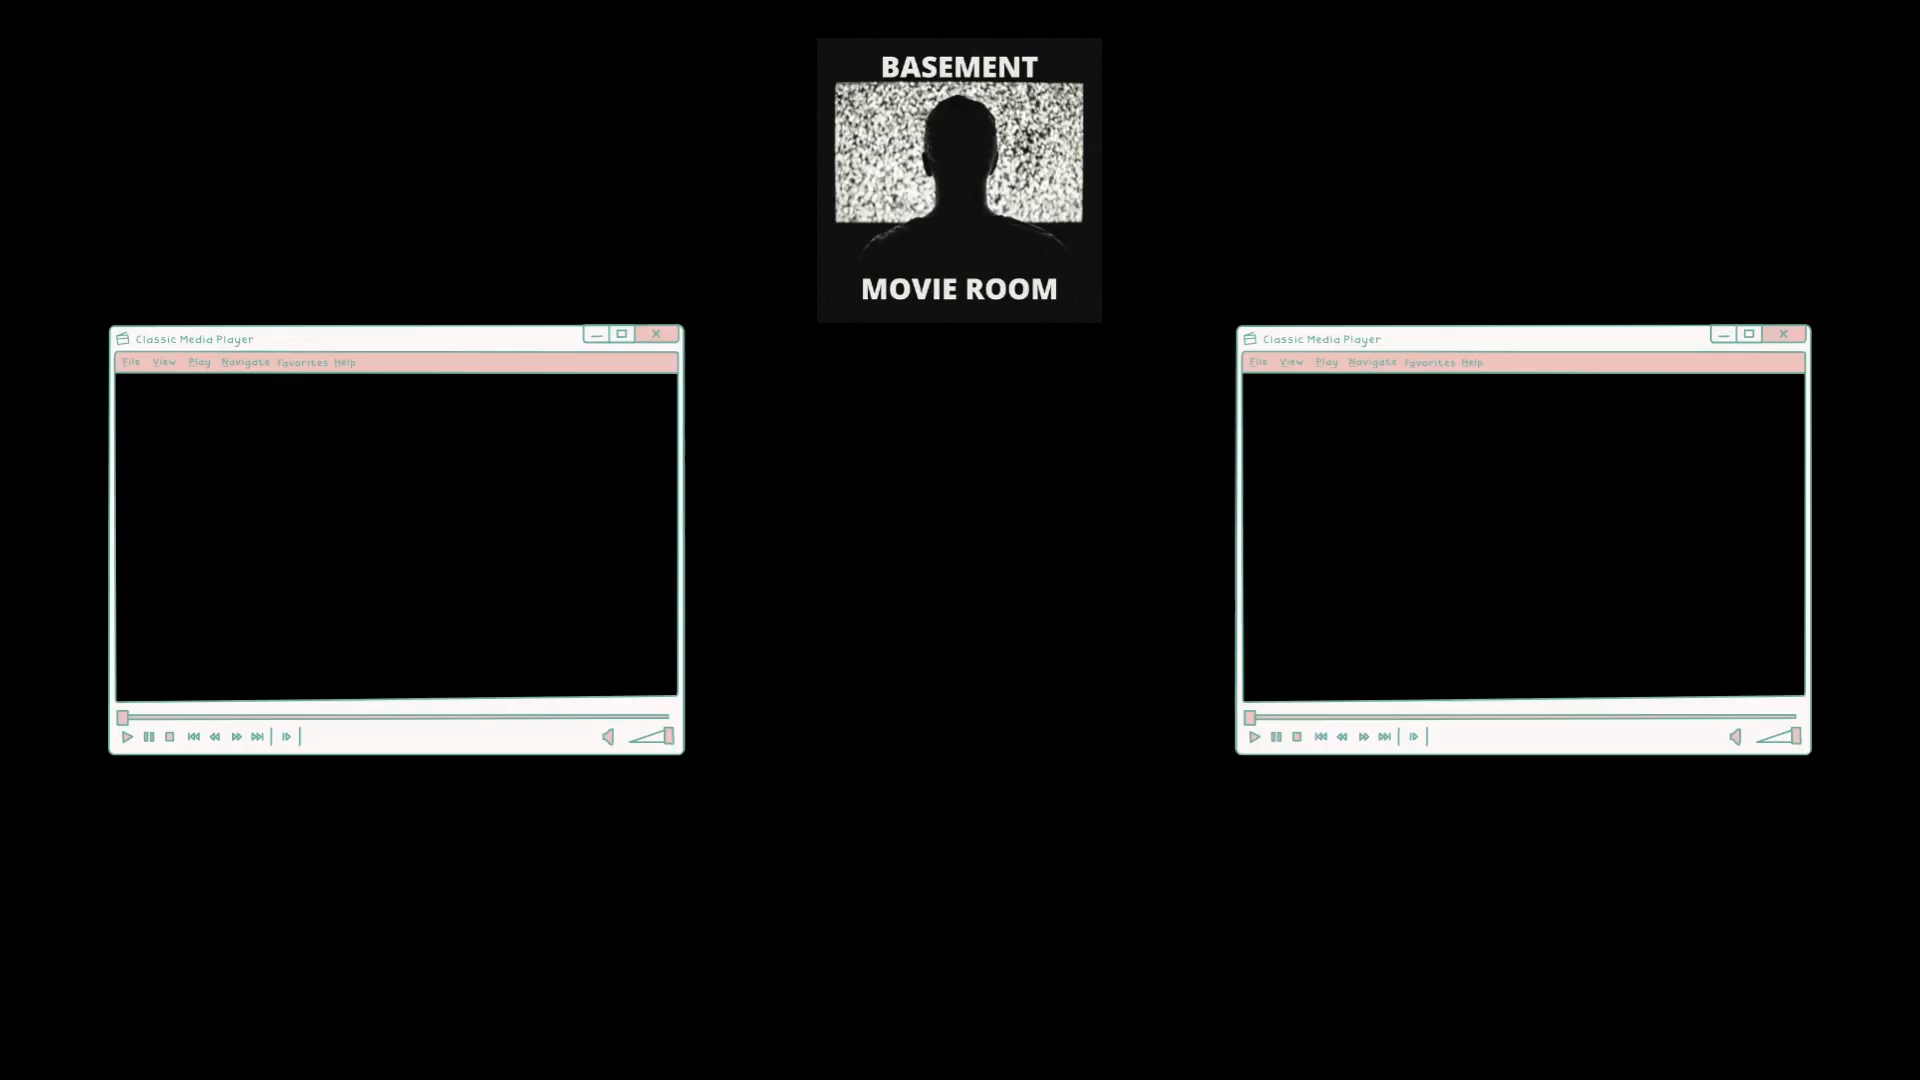 BASEMENT
MOVIE ROOM
Classic Media Player
File View Play Navigate Favorites Help
Classic Media Player
File View Play Navigate Favorites Help